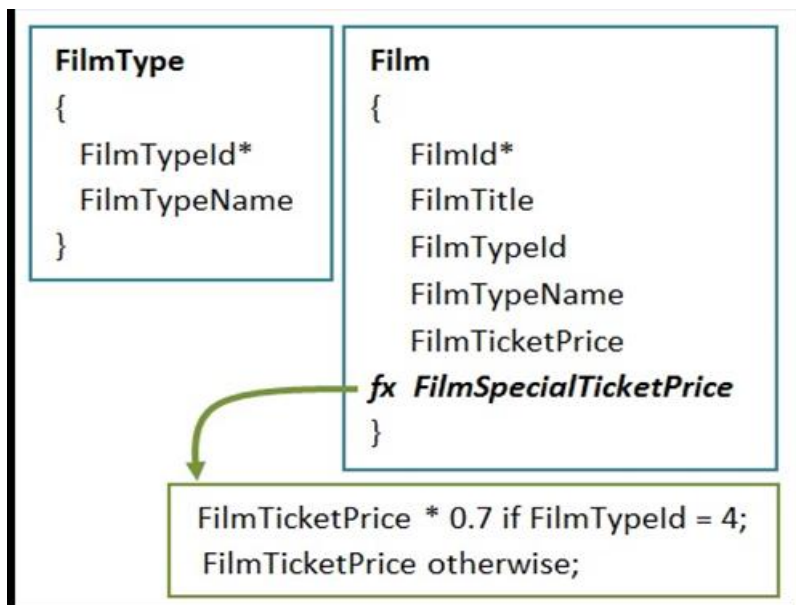 FilmType
{
FilmTypeId*
FilmTypeName
}
Film
{
FilmId*
FilmTitle
FilmTypeId
FilmTypeName
FilmTicketPrice
fx FilmSpecialTicketPrice
}
FilmTicketPrice * 0.7 if FilmTypeId = 4;
FilmTicketPrice otherwise;